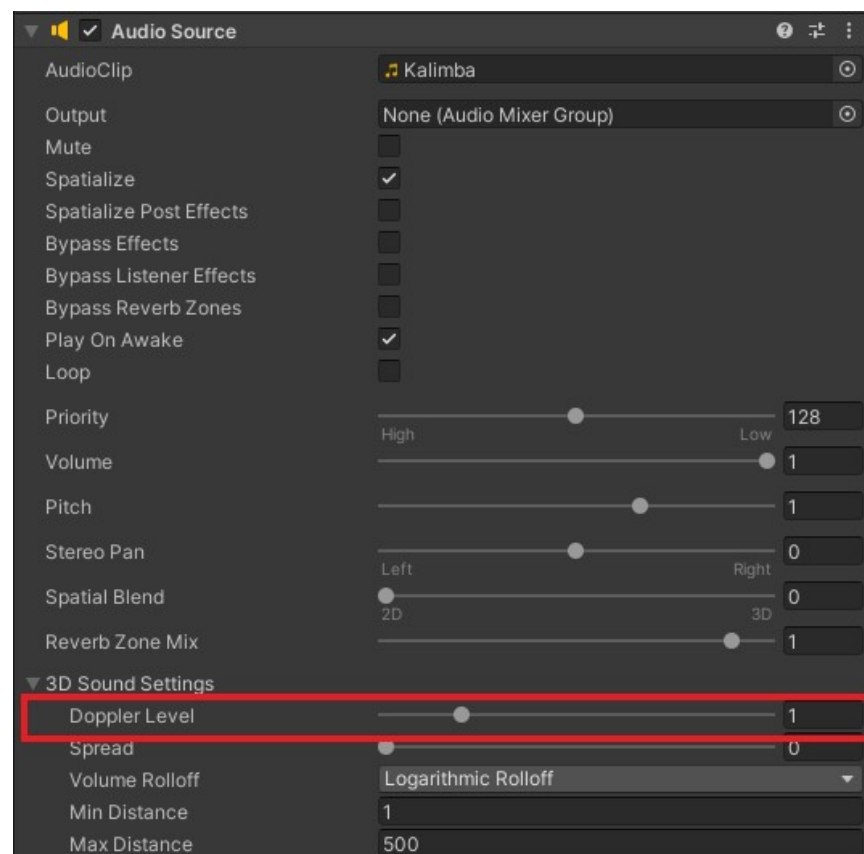 Audio Source
AudioClip Kalimba
Output None (Audio Mixer Group)
Mute
Spatialize
Spatialize Post Effects
Bypass Effects
Bypass Listener Effects
Bypass Reverb Zones
Play On Awake
Loop
Priority 128
High Low
Volume 1
Pitch 1
Stereo Pan 0
Left Right
Spatial Blend 0
2D 3D
Reverb Zone Mix 1
3D Sound Settings
Doppler Level 1
Spread 0
Volume Rolloff Logarithmic Rolloff
Min Distance 1
Max Distance 500